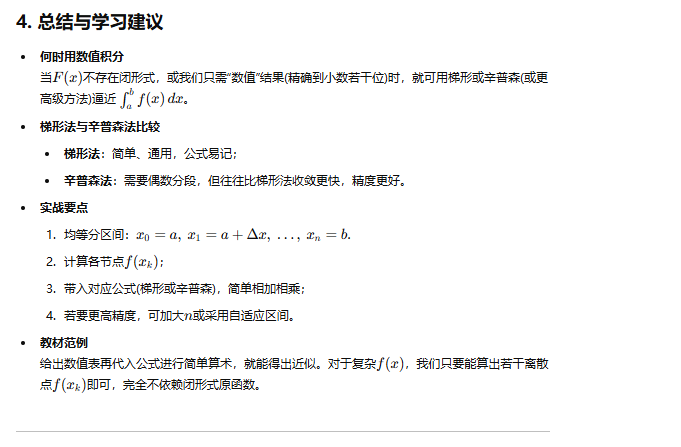 4. 总结与学习建议
• 何时用数值积分
当F(x)不存在闭形式，或我们只需“数值”结果(精确到小数若干位)时，就可用梯形或辛普森(或更
高级方法)逼近 ∫_a^b f(x) dx。
• 梯形法与辛普森法比较
• 梯形法：简单、通用，公式易记；
• 辛普森法：需要偶数分段，但往往比梯形法收敛更快，精度更好。
• 实战要点
1. 均等分区间：x₀ = a, x₁ = a + Δx, …, xₙ = b.
2. 计算各节点f(xₖ)；
3. 带入对应公式(梯形或辛普森)，简单相加相乘；
4. 若要更高精度，可加大n或采用自适应区间。
• 教材范例
给出数值表再代入公式进行简单算术，就能得出近似。对于复杂f(x)，我们只要能算出若干离散
点f(xₖ)即可，完全不依赖闭形式原函数。